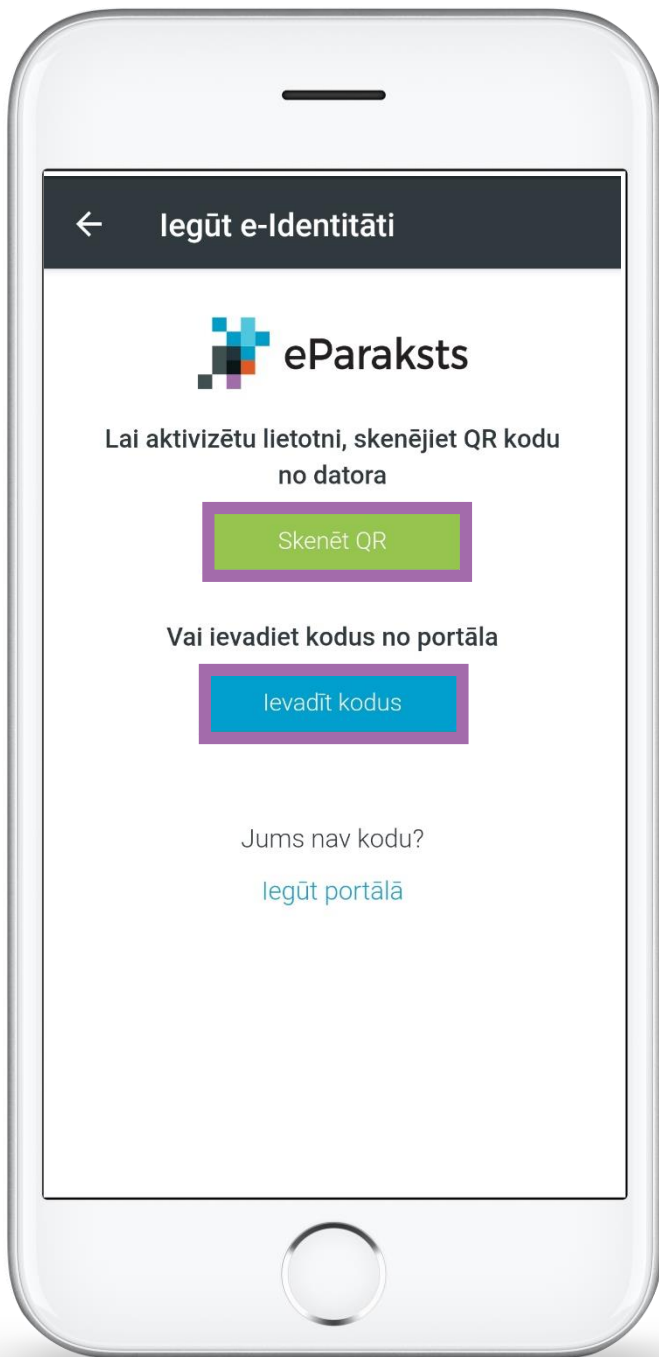 Iegūt e-Identitāti
eParaksts
Lai aktivizētu lietotni, skenējiet QR kodu
no datora
Skenēt QR
Vai ievadiet kodus no portāla
Ievadīt kodus
Jums nav kodu?
Iegūt portālā